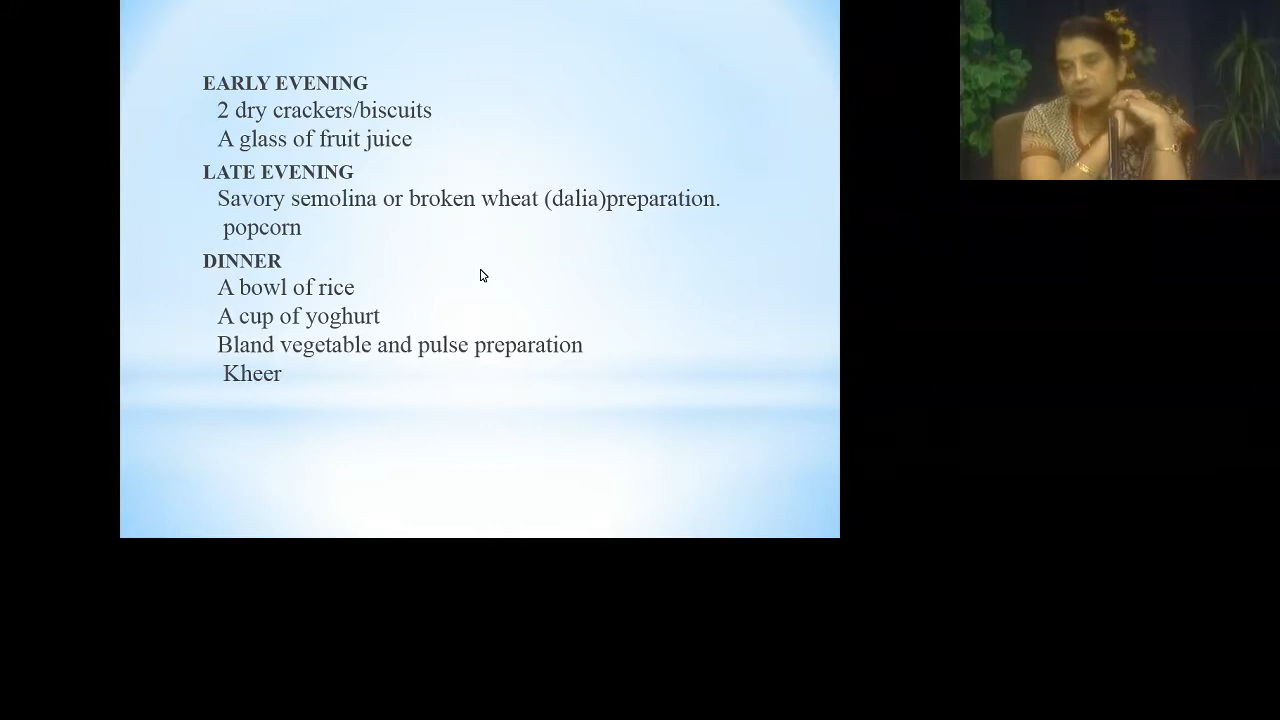 EARLY EVENING
2 dry crackers/biscuits
A glass of fruit juice
LATE EVENING
Savory semolina or broken wheat (dalia)preparation.
popcorn
DINNER
A bowl of rice
A cup of yoghurt
Bland vegetable and pulse preparation
Kheer